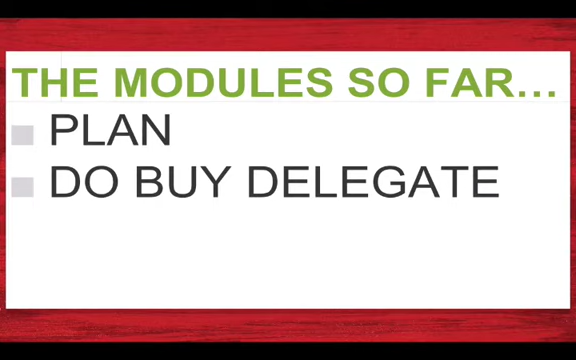 THE MODULES SO FAR...
PLAN
DO BUY DELEGATE